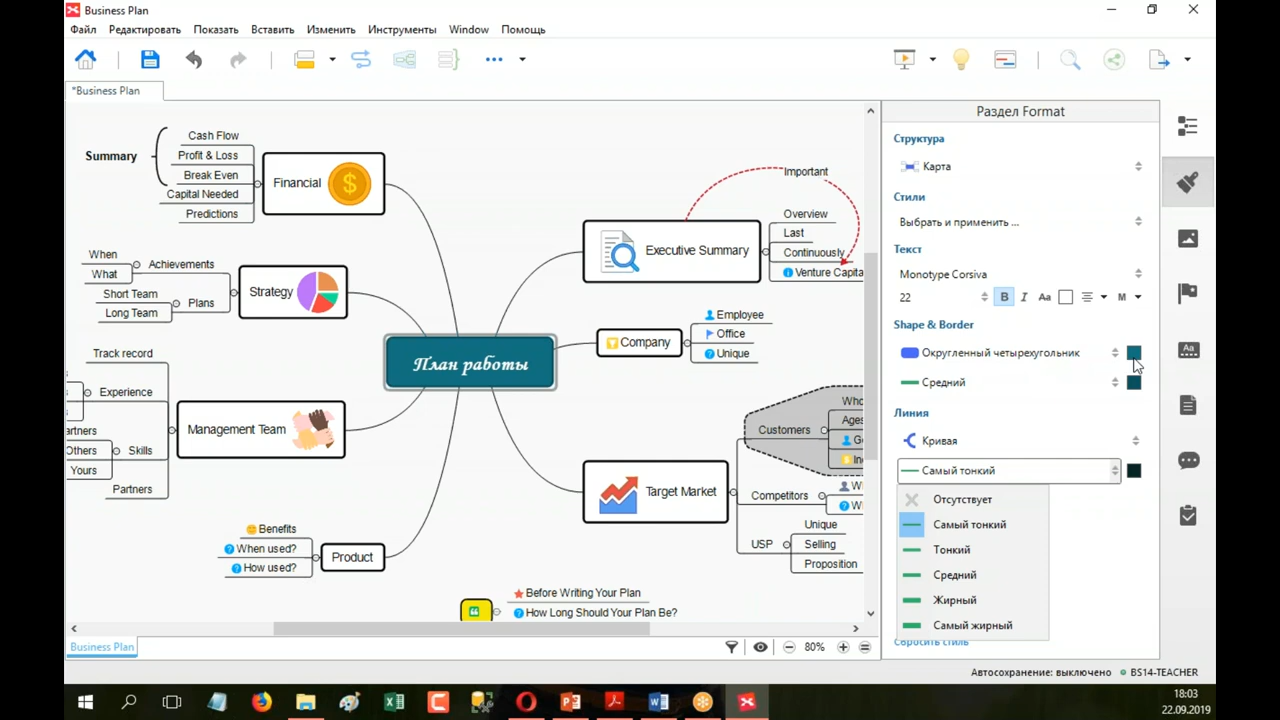 Business Plan
Файл Редактировать Показать Вставить Изменить Инструменты Window Помощь
*Business Plan
Summary
Cash Flow
Profit & Loss
Break Even
Capital Needed
Predictions
Financial
$
When
What
Achievements
Short Team
Long Team
Plans
Strategy
Track record
Experience
artners
Others
Yours
Skills
Partners
Management Team
Benefits
When used?
How used?
Product
План работы
Important
Executive Summary
Overview
Last
Continuously
Venture Capita
Company
Employee
Office
Unique
Target Market
Customers
Who
Ages
Ge
Competitors
USP
Unique
Selling
Proposition
Before Writing Your Plan
How Long Should Your Plan Be?
Business Plan
80%
Раздел Format
Структура
Карта
Стили
Выбрать и применить ...
Текст
Monotype Corsiva
22
B I Aa M
Shape & Border
Округленный четырехугольник
Средний
Линия
Кривая
Самый тонкий
Отсутствует
Самый тонкий
Тонкий
Средний
Жирный
Самый жирный
Сбросить стиль
Автосохранение: выключено BS14-TEACHER
18:03
22.09.2019